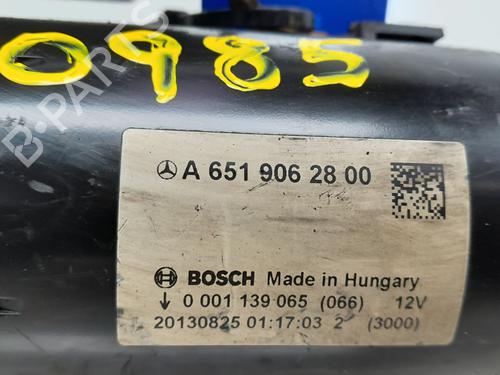 0985
B-PARTS
A 651 906 28 00
BOSCH Made in Hungary
↓ 0 001 139 065 (066) 12V
20130825 01:17:03 2 (3000)